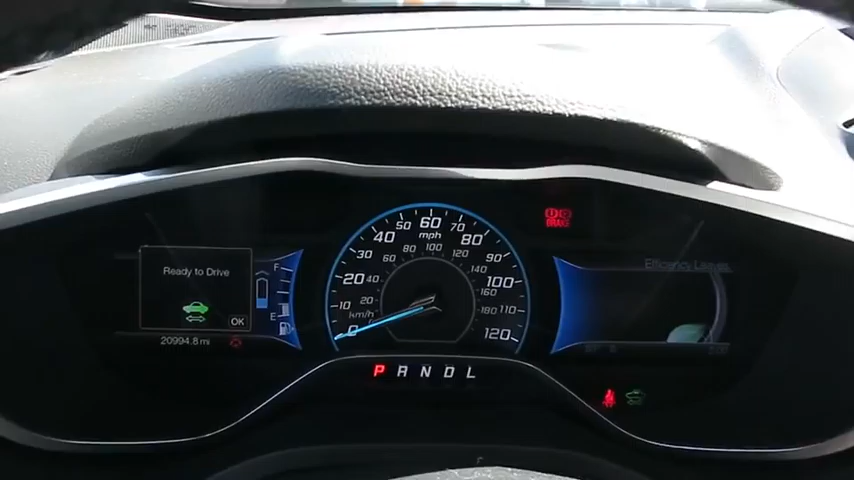 Ready to Drive
OK
20994.8 mi
F
E
0 10 20 30 40 50 60 70 80 90 100 110 120
mph
20 40 60 80 100 120 140 160 180
km/h
P R N D L
BRAKE
Efficiency Leaves